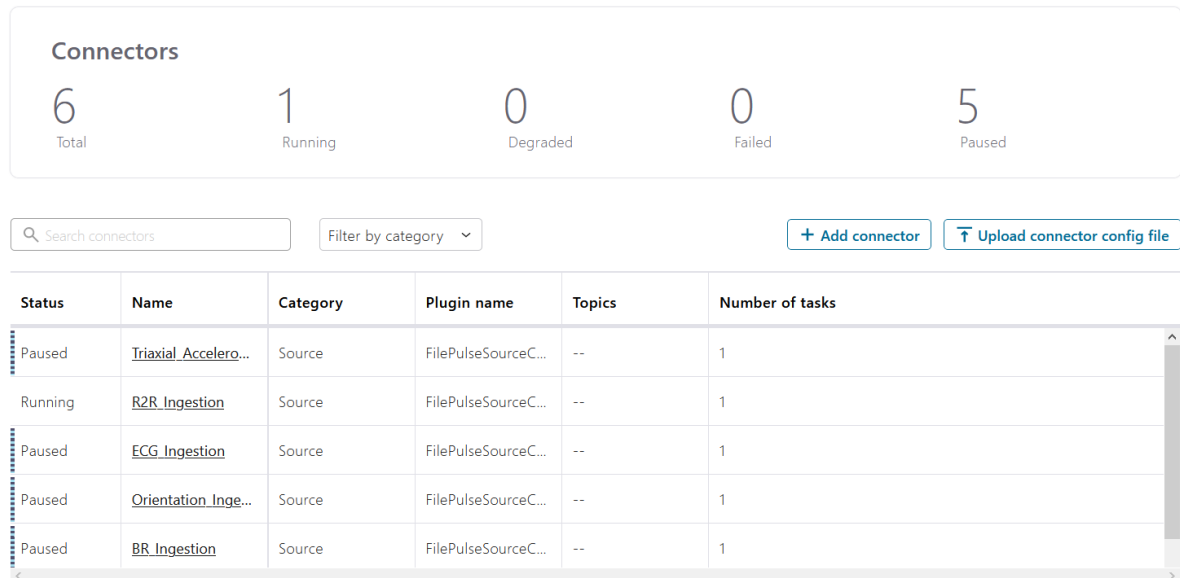 Connectors
6 1 0 0 5
Total Running Degraded Failed Paused
Search connectors Filter by category + Add connector Upload connector config file
Status Name Category Plugin name Topics Number of tasks
Paused Triaxial_Accelero... Source FilePulseSourceC... -- 1
Running R2R_Ingestion Source FilePulseSourceC... -- 1
Paused ECG_Ingestion Source FilePulseSourceC... -- 1
Paused Orientation_Inge... Source FilePulseSourceC... -- 1
Paused BR_Ingestion Source FilePulseSourceC... -- 1